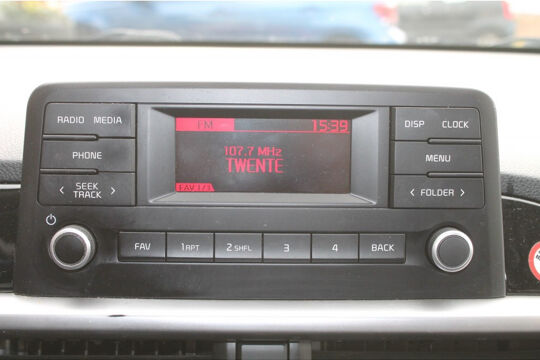 RADIO MEDIA
PHONE
< SEEK >
TRACK
FM
15:39
107.7 MHz
TWENTE
FAV 1/3
DISP CLOCK
MENU
< FOLDER >
FAV
1 RPT
2 SHFL
3
4
BACK